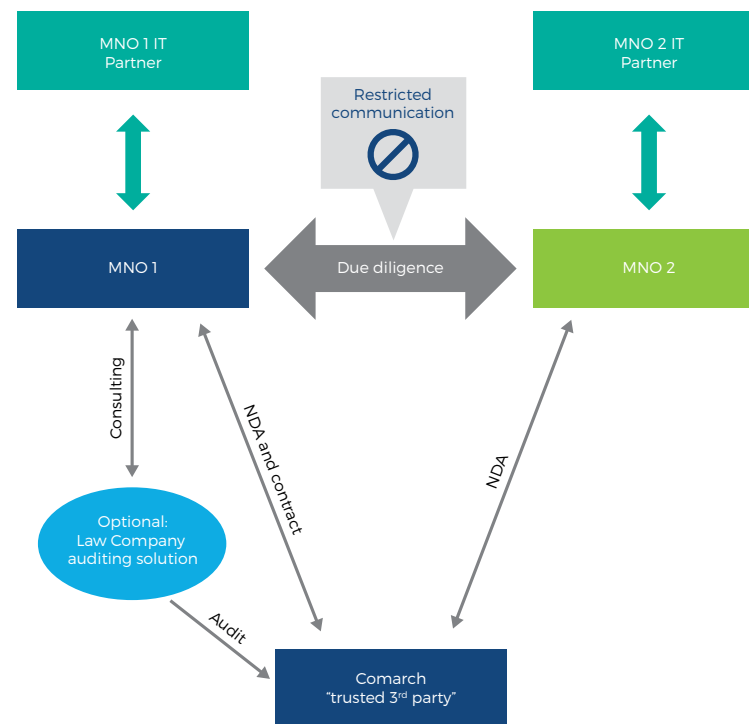 MNO 1 IT
Partner
MNO 2 IT
Partner
Restricted
communication
MNO 1
Due diligence
MNO 2
Consulting
NDA and contract
NDA
Optional:
Law Company
auditing solution
Audit
Comarch
“trusted 3rd party”